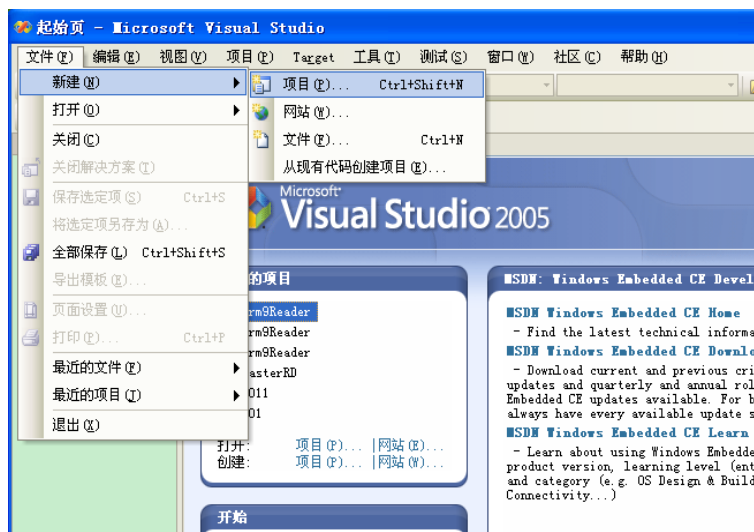 起始页 - Microsoft Visual Studio
文件(F) 编辑(E) 视图(V) 项目(P) Target 工具(T) 测试(S) 窗口(W) 社区(C) 帮助(H)
新建(N)
项目(P)... Ctrl+Shift+N
打开(O)
网站(W)...
关闭(C)
文件(F)... Ctrl+N
关闭解决方案(T)
从现有代码创建项目(E)...
保存选定项(S) Ctrl+S
将选定项另存为(A)...
全部保存(L) Ctrl+Shift+S
导出模板(E)...
页面设置(U)...
打印(P)... Ctrl+P
最近的文件(F)
最近的项目(J)
退出(X)
Microsoft
Visual Studio 2005
的项目
rm9Reader
rm9Reader
rm9Reader
asterRD
011
01
打开: 项目(P)... |网站(E)...
创建: 项目(P)... |网站(W)...
开始
MSDN: Windows Embedded CE Devel
MSDN Windows Embedded CE Home
- Find the latest technical informa
MSDN Windows Embedded CE Downlo
- Download current and previous cri
updates and quarterly and annual rol
Embedded CE updates available. For b
always have every available update s
MSDN Windows Embedded CE Learn
- Learn about using Windows Embedde
product version, learning level (ent
and category (e.g. OS Design & Build
Connectivity...)